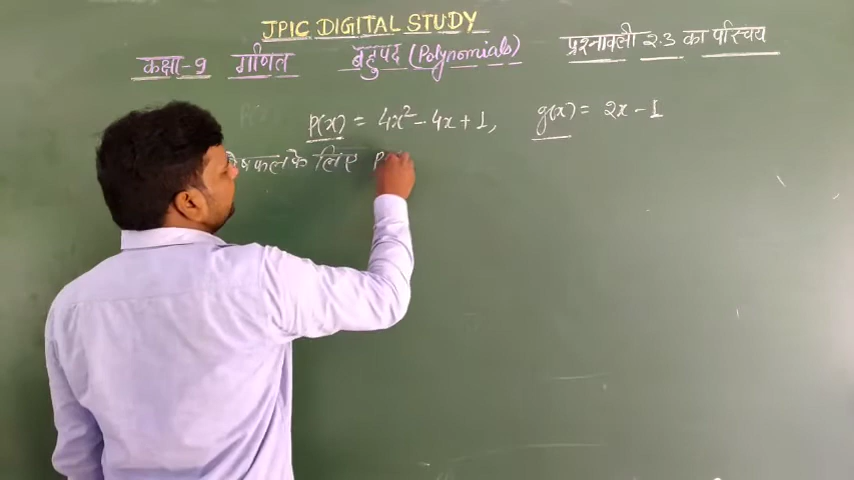 JPIC DIGITAL STUDY
कक्षा-9 गणित बहुपद (Polynomials) प्रश्नावली 2.3 का परिचय
p(x) = 4x² - 4x + 1, g(x) = 2x - 1
के लिए P